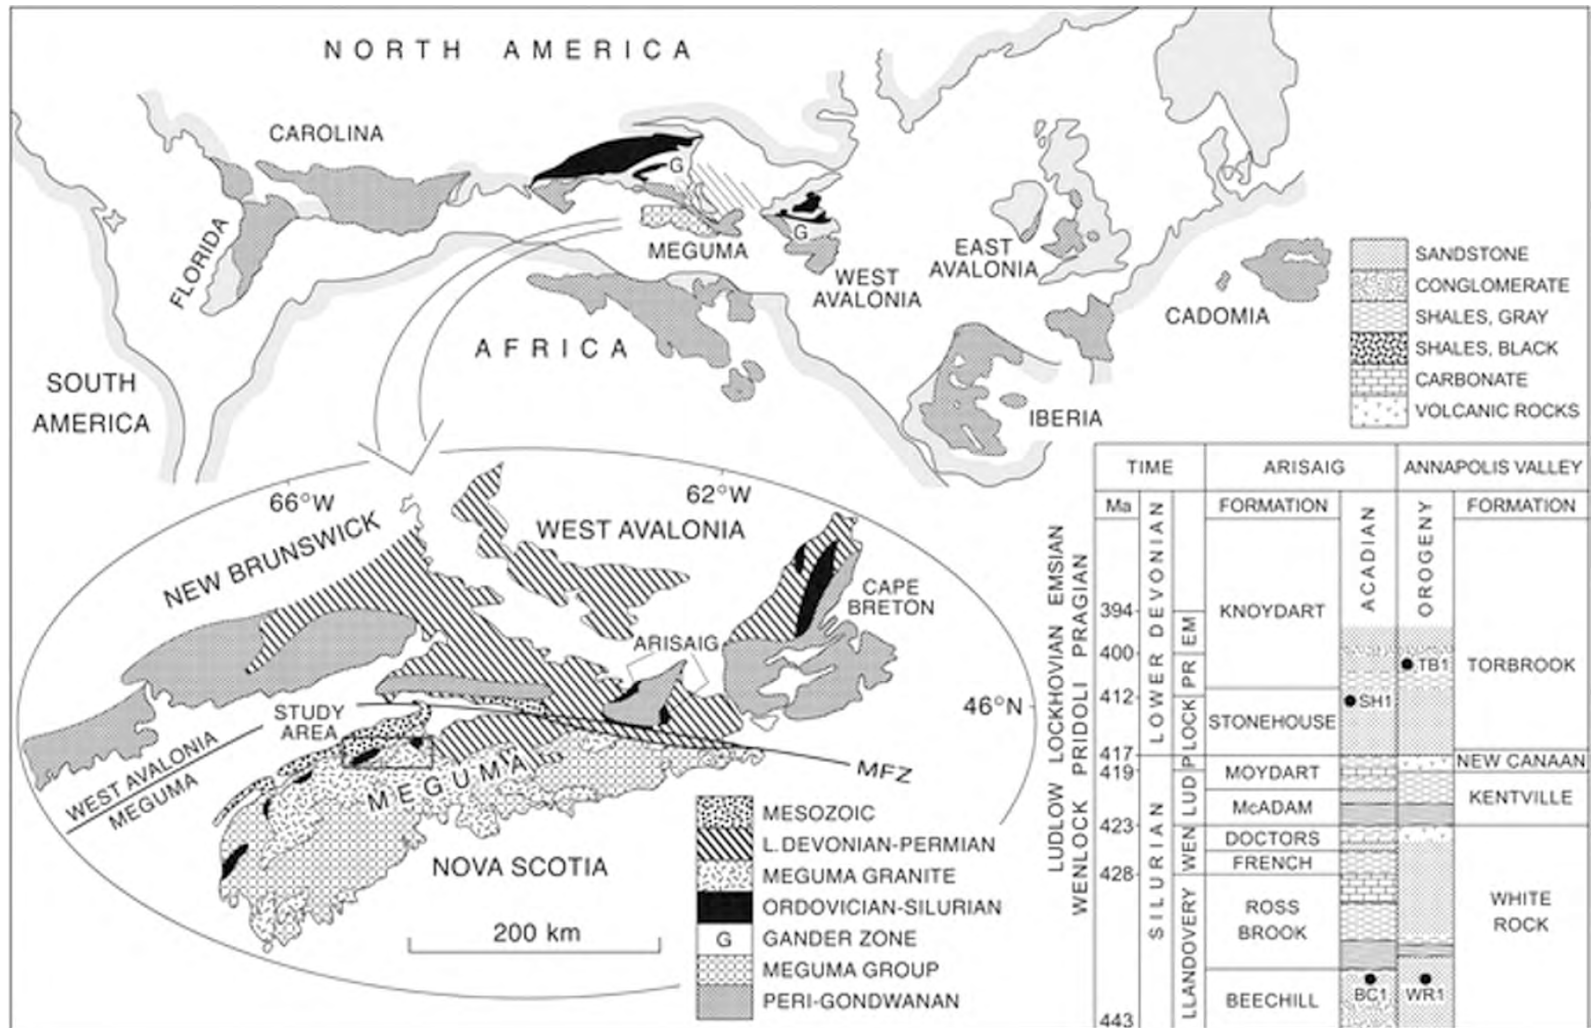 NORTH AMERICA
CAROLINA
G
FLORIDA
MEGUMA
G
WEST
AVALONIA
EAST
AVALONIA
CADOMIA
AFRICA
IBERIA
SOUTH
AMERICA
SANDSTONE
CONGLOMERATE
SHALES, GRAY
SHALES, BLACK
CARBONATE
VOLCANIC ROCKS
66°W
62°W
NEW BRUNSWICK
WEST AVALONIA
CAPE
BRETON
ARISAIG
46°N
STUDY
AREA
WEST AVALONIA
MEGUMA
MEGUMA
MFZ
NOVA SCOTIA
200 km
MESOZOIC
L. DEVONIAN-PERMIAN
MEGUMA GRANITE
ORDOVICIAN-SILURIAN
G GANDER ZONE
MEGUMA GROUP
PERI-GONDWANAN
LUDLOW LOCKHOVIAN EMSIAN
WENLOCK PRIDOLI PRAGIAN
TIME
ARISAIG
ANNAPOLIS VALLEY
Ma
FORMATION
ACADIAN
OROGENY
FORMATION
394
400
412
417
419
423
428
443
LOWER DEVONIAN
SILURIAN
EM
PR
LOCK
P
LUD
WEN
LLANDOVERY
KNOYDART
STONEHOUSE
MOYDART
McADAM
DOCTORS
FRENCH
ROSS
BROOK
BEECHILL
TB1
SH1
BC1
WR1
TORBROOK
NEW CANAAN
KENTVILLE
WHITE
ROCK